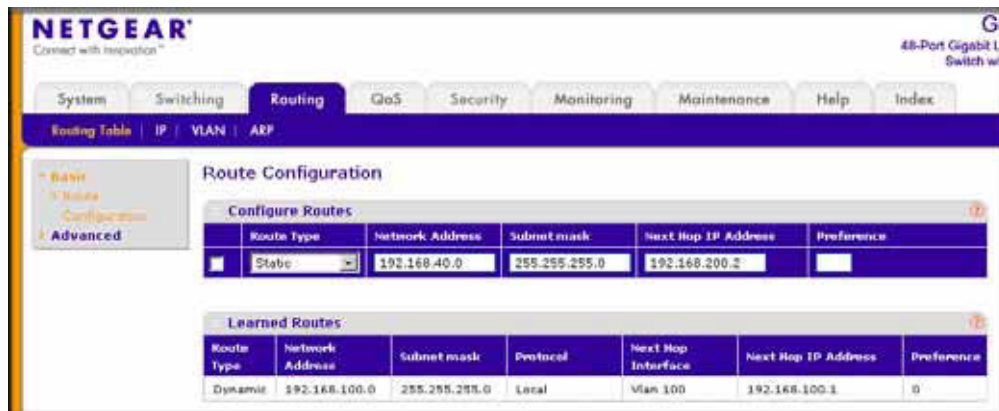 NETGEAR
Connect with Innovation™
G
48-Port Gigabit L
Switch wi
System Switching Routing QoS Security Monitoring Maintenance Help Index
Routing Table | IP | VLAN | ARP
Basic
Route Configuration
Advanced
Route Configuration
Configure Routes
Route Type Network Address Subnet mask Next Hop IP Address Preference
Static 192.168.40.0 255.255.255.0 192.168.200.2
Learned Routes
Route Type Network Address Subnet mask Protocol Next Hop Interface Next Hop IP Address Preference
Dynamic 192.168.100.0 255.255.255.0 Local Vlan 100 192.168.100.1 0